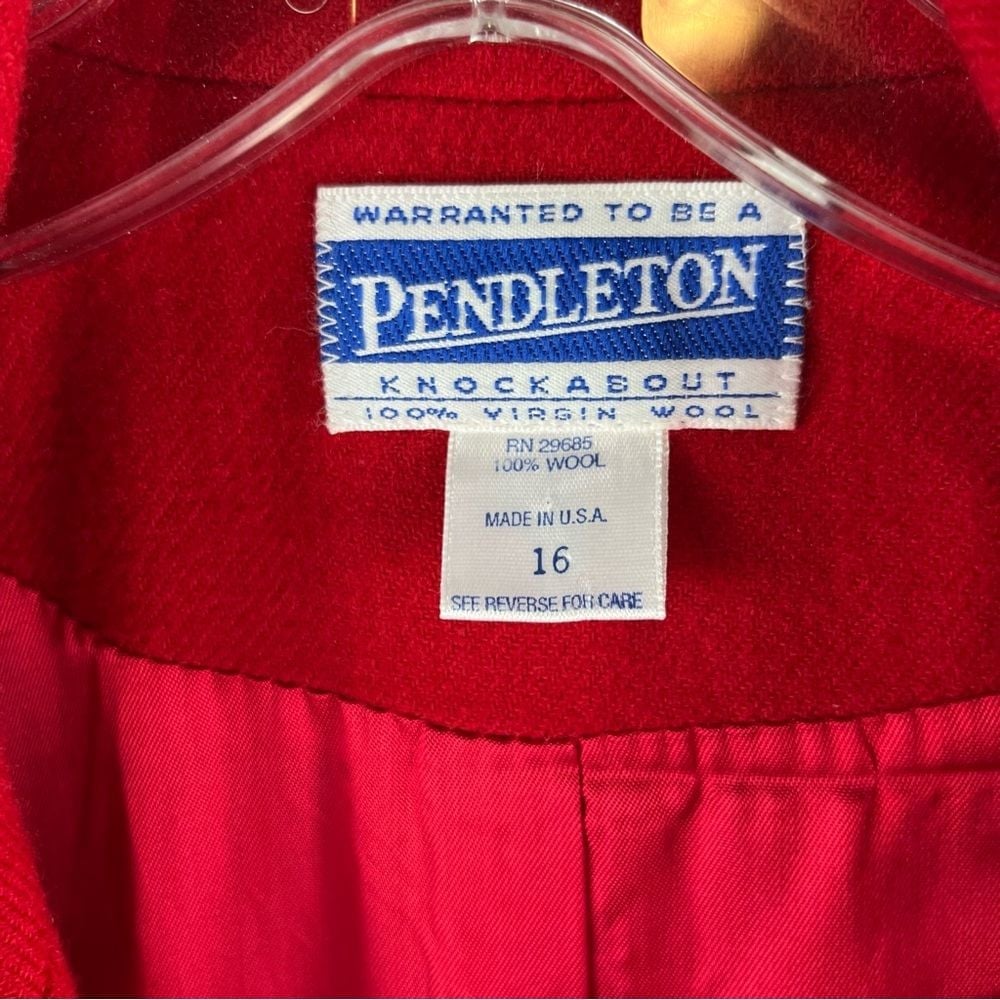 WARRANTED TO BE A
PENDLETON
KNOCKABOUT
100% VIRGIN WOOL
RN 29685
100% WOOL
MADE IN U.S.A.
16
SEE REVERSE FOR CARE